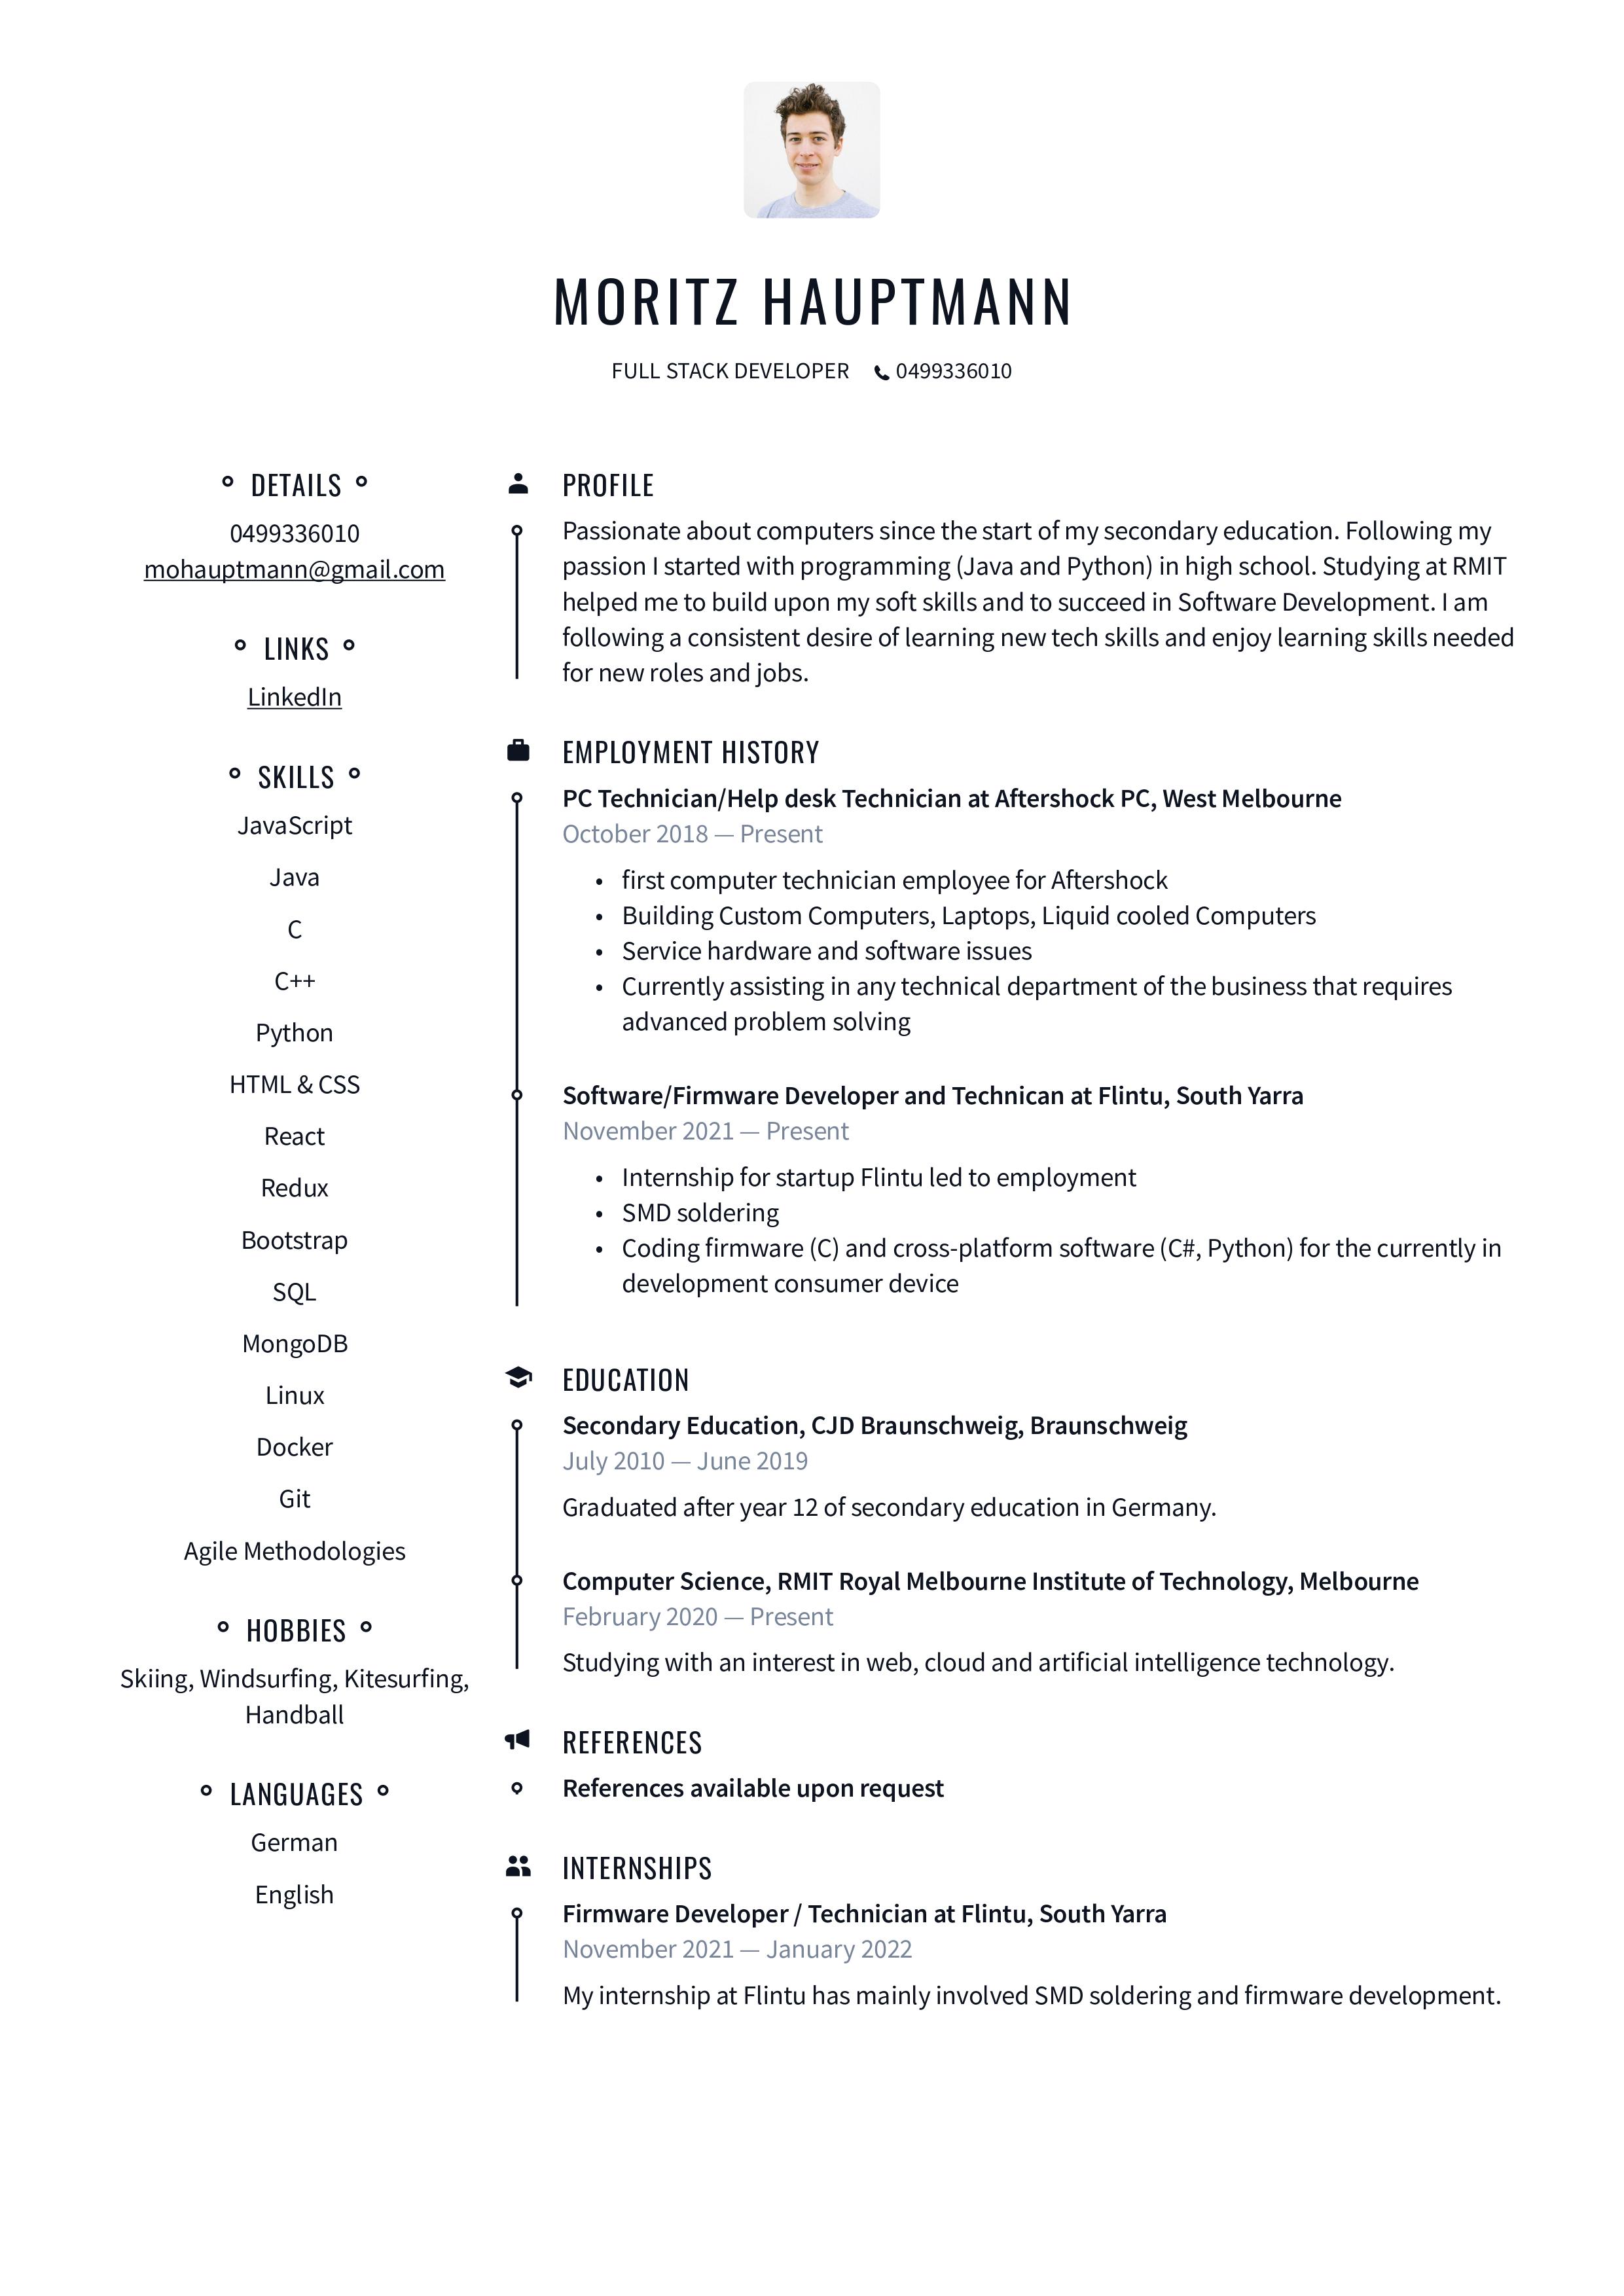 MORITZ HAUPTMANN
FULL STACK DEVELOPER 0499336010
DETAILS
0499336010
mohauptmann@gmail.com
LINKS
LinkedIn
SKILLS
JavaScript
Java
C
C++
Python
HTML & CSS
React
Redux
Bootstrap
SQL
MongoDB
Linux
Docker
Git
Agile Methodologies
HOBBIES
Skiing, Windsurfing, Kitesurfing,
Handball
LANGUAGES
German
English
PROFILE
Passionate about computers since the start of my secondary education. Following my
passion I started with programming (Java and Python) in high school. Studying at RMIT
helped me to build upon my soft skills and to succeed in Software Development. I am
following a consistent desire of learning new tech skills and enjoy learning skills needed
for new roles and jobs.
EMPLOYMENT HISTORY
PC Technician/Help desk Technician at Aftershock PC, West Melbourne
October 2018 — Present
• first computer technician employee for Aftershock
• Building Custom Computers, Laptops, Liquid cooled Computers
• Service hardware and software issues
• Currently assisting in any technical department of the business that requires
advanced problem solving
Software/Firmware Developer and Technican at Flintu, South Yarra
November 2021 — Present
• Internship for startup Flintu led to employment
• SMD soldering
• Coding firmware (C) and cross-platform software (C#, Python) for the currently in
development consumer device
EDUCATION
Secondary Education, CJD Braunschweig, Braunschweig
July 2010 — June 2019
Graduated after year 12 of secondary education in Germany.
Computer Science, RMIT Royal Melbourne Institute of Technology, Melbourne
February 2020 — Present
Studying with an interest in web, cloud and artificial intelligence technology.
REFERENCES
References available upon request
INTERNSHIPS
Firmware Developer / Technician at Flintu, South Yarra
November 2021 — January 2022
My internship at Flintu has mainly involved SMD soldering and firmware development.